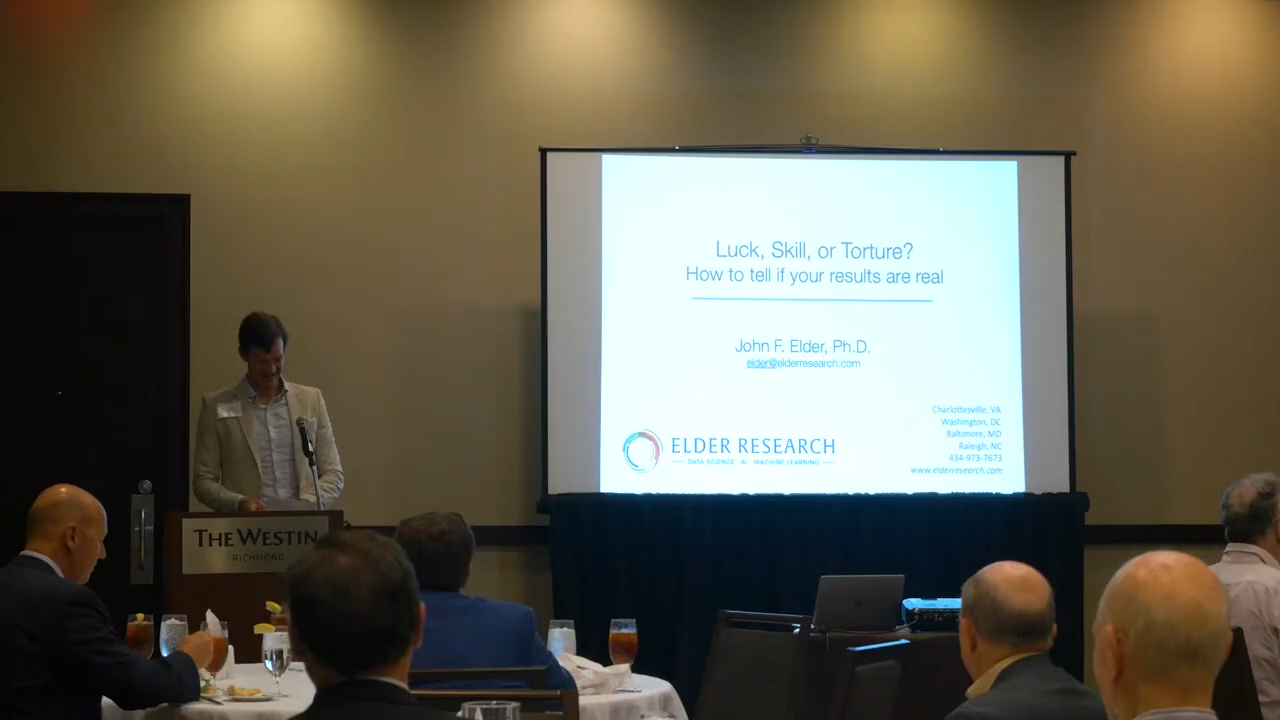 Luck, Skill, or Torture?
How to tell if your results are real
John F. Elder, Ph.D.
elder@elderresearch.com
Charlottesville, VA
Washington, DC
Baltimore, MD
Raleigh, NC
434-973-7673
www.elderresearch.com
ELDER RESEARCH
DATA SCIENCE AI MACHINE LEARNING
THE WESTIN
RICHMOND